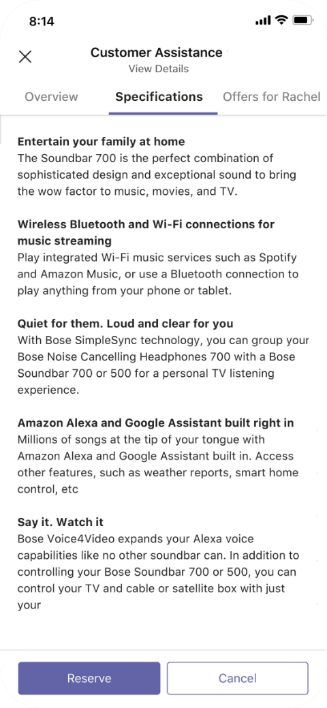 8:14
Customer Assistance
View Details
Overview
Specifications
Offers for Rachel
Entertain your family at home
The Soundbar 700 is the perfect combination of
sophisticated design and exceptional sound to bring
the wow factor to music, movies, and TV.
Wireless Bluetooth and Wi-Fi connections for
music streaming
Play integrated Wi-Fi music services such as Spotify
and Amazon Music, or use a Bluetooth connection to
play anything from your phone or tablet.
Quiet for them. Loud and clear for you
With Bose SimpleSync technology, you can group your
Bose Noise Cancelling Headphones 700 with a Bose
Soundbar 700 or 500 for a personal TV listening
experience.
Amazon Alexa and Google Assistant built right in
Millions of songs at the tip of your tongue with
Amazon Alexa and Google Assistant built in. Access
other features, such as weather reports, smart home
control, etc
Say it. Watch it
Bose Voice4Video expands your Alexa voice
capabilities like no other soundbar can. In addition to
controlling your Bose Soundbar 700 or 500, you can
control your TV and cable or satellite box with just
your
Reserve
Cancel